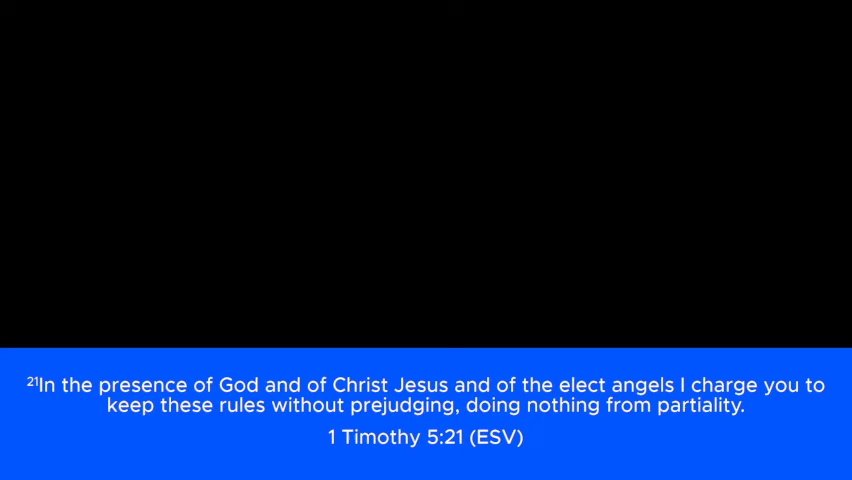 ²¹In the presence of God and of Christ Jesus and of the elect angels I charge you to
keep these rules without prejudging, doing nothing from partiality.
1 Timothy 5:21 (ESV)